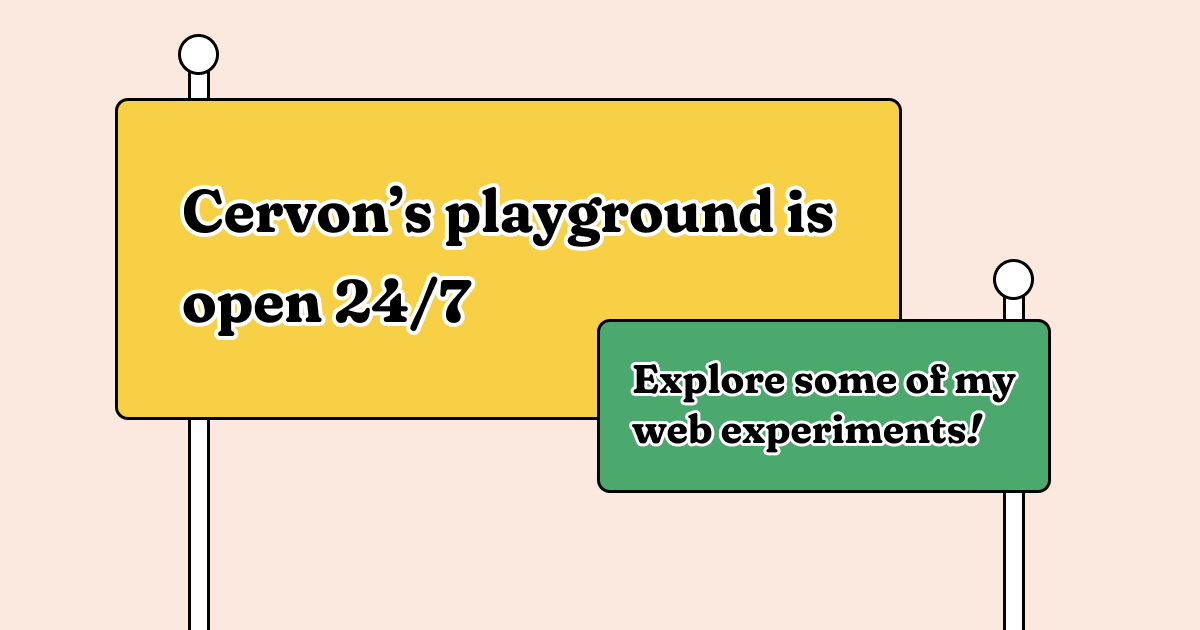 Cervon’s playground is
open 24/7
Explore some of my
web experiments!